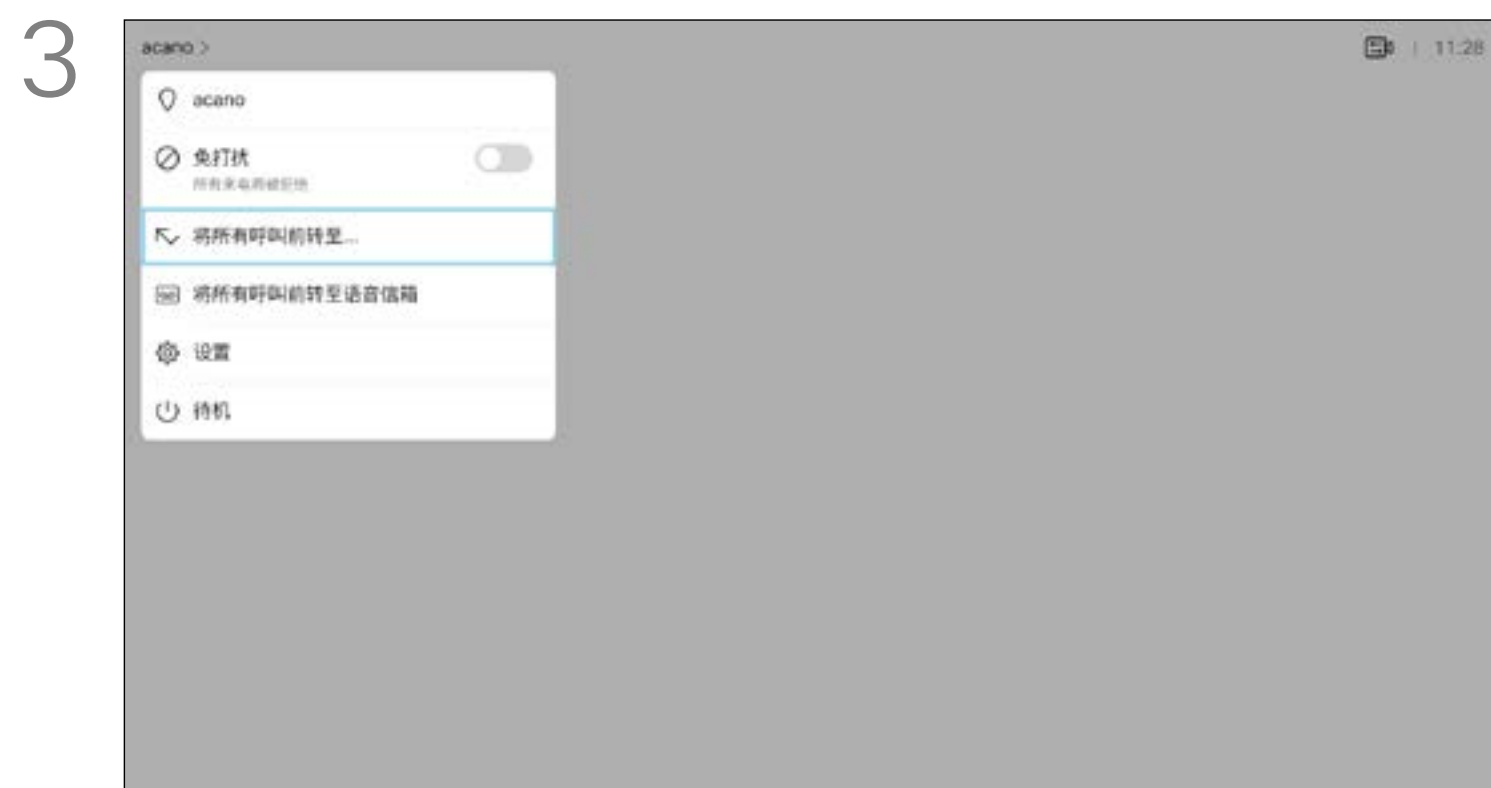 3
acano >
11:28
acano
免打扰
所有来电将被拒绝
将所有呼叫前转至...
将所有呼叫前转至语音信箱
设置
待机